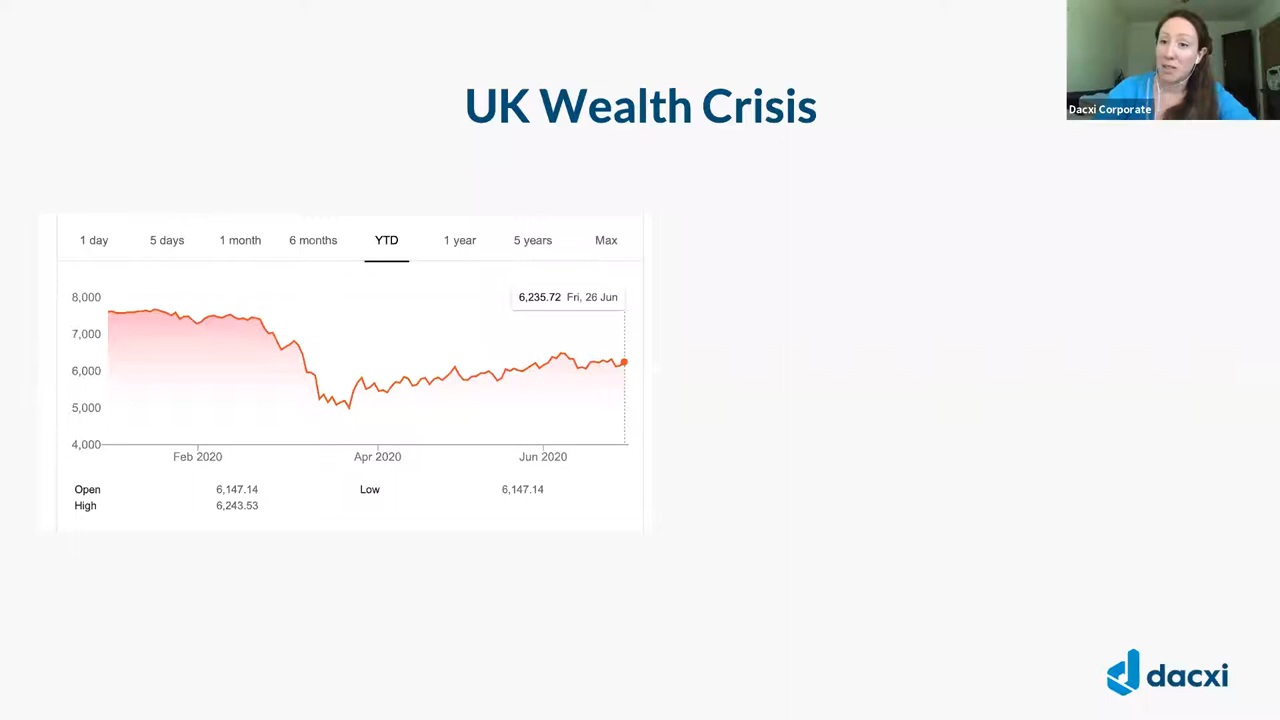 UK Wealth Crisis
Dacxi Corporate
1 day 5 days 1 month 6 months YTD 1 year 5 years Max
6,235.72 Fri, 26 Jun
8,000
7,000
6,000
5,000
4,000
Feb 2020 Apr 2020 Jun 2020
Open 6,147.14 Low 6,147.14
High 6,243.53
dacxi